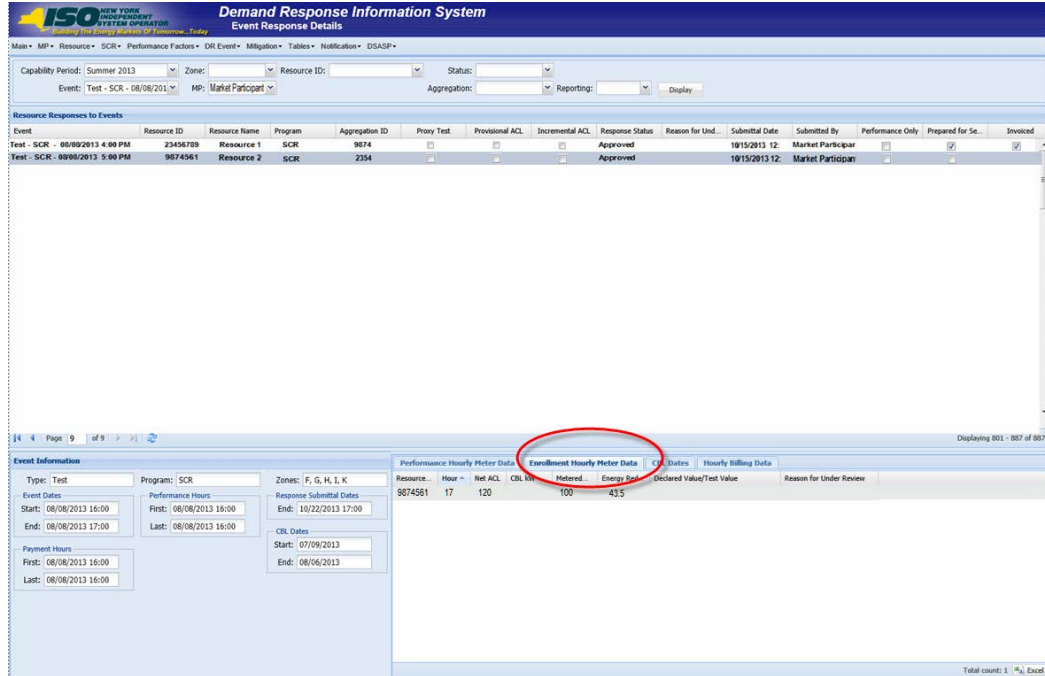 ISO NEW YORK INDEPENDENT SYSTEM OPERATOR
Building The Energy Markets Of Tomorrow...Today
Demand Response Information System
Event Response Details
Main MP Resource SCR Performance Factors DR Event Mitigation Tables Notification DSASP
Capability Period: Summer 2013 Zone: Resource ID: Status:
Event: Test - SCR - 08/08/201 MP: Market Participant Aggregation: Reporting: Display
Resource Responses to Events
Event Resource ID Resource Name Program Aggregation ID Proxy Test Provisional ACL Incremental ACL Response Status Reason for Und... Submittal Date Submitted By Performance Only Prepared for Se... Invoiced
Test - SCR - 08/08/2013 4:00 PM 23456789 Resource 1 SCR 9874 Approved 10/15/2013 12: Market Participar
Test - SCR - 08/08/2013 5:00 PM 9874561 Resource 2 SCR 2354 Approved 10/15/2013 12: Market Participan
Page 9 of 9 Displaying 801 - 887 of 887
Event Information
Type: Test Program: SCR Zones: F, G, H, I, K
Event Dates Performance Hours Response Submittal Dates
Start: 08/08/2013 16:00 First: 08/08/2013 16:00 End: 10/22/2013 17:00
End: 08/08/2013 17:00 Last: 08/08/2013 16:00
CBL Dates
Payment Hours Start: 07/09/2013
First: 08/08/2013 16:00 End: 08/06/2013
Last: 08/08/2013 16:00
Performance Hourly Meter Data Enrollment Hourly Meter Data CBL Dates Hourly Billing Data
Resource... Hour Net ACL CBL kW Metered... Energy Red... Declared Value/Test Value Reason for Under Review
9874561 17 120 100 43.5
Total count: 1 Excel